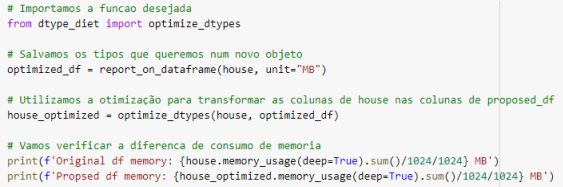 # Importamos a funcao desejada
from dtype_diet import optimize_dtypes
# Salvamos os tipos que queremos num novo objeto
optimized_df = report_on_dataframe(house, unit="MB")
# Utilizamos a otimização para transformar as colunas de house nas colunas de proposed_df
house_optimized = optimize_dtypes(house, optimized_df)
# Vamos verificar a diferenca de consumo de memoria
print(f'Original df memory: {house.memory_usage(deep=True).sum()/1024/1024} MB')
print(f'Propsed df memory: {house_optimized.memory_usage(deep=True).sum()/1024/1024} MB')